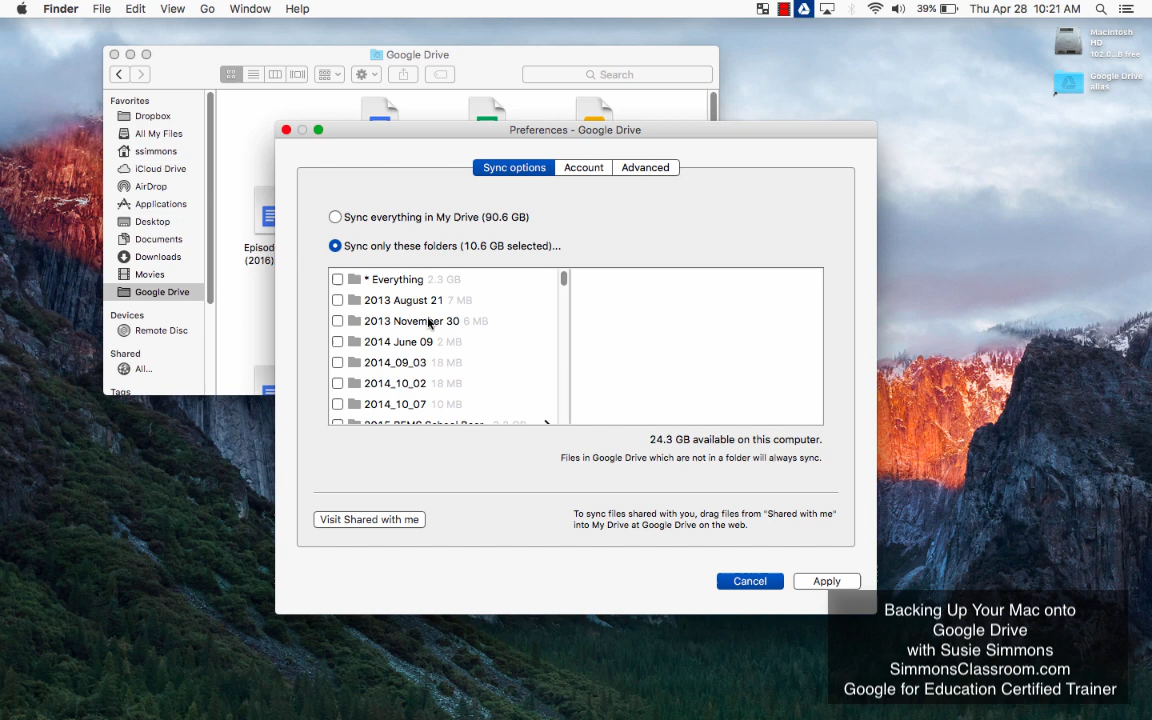 Finder File Edit View Go Window Help 39% Thu Apr 28 10:21 AM
Macintosh
HD
102.0...B free
Google Drive
alias
Google Drive
Search
Favorites
Dropbox
All My Files
ssimmons
iCloud Drive
AirDrop
Applications
Desktop
Documents
Downloads
Movies
Google Drive
Devices
Remote Disc
Shared
All...
Tags
Episod
(2016)
Preferences - Google Drive
Sync options Account Advanced
Sync everything in My Drive (90.6 GB)
Sync only these folders (10.6 GB selected)...
* Everything 2.3 GB
2013 August 21 7 MB
2013 November 30 6 MB
2014 June 09 2 MB
2014_09_03 18 MB
2014_10_02 18 MB
2014_10_07 10 MB
24.3 GB available on this computer.
Files in Google Drive which are not in a folder will always sync.
Visit Shared with me
To sync files shared with you, drag files from "Shared with me"
into My Drive at Google Drive on the web.
Cancel Apply
Backing Up Your Mac onto
Google Drive
with Susie Simmons
SimmonsClassroom.com
Google for Education Certified Trainer